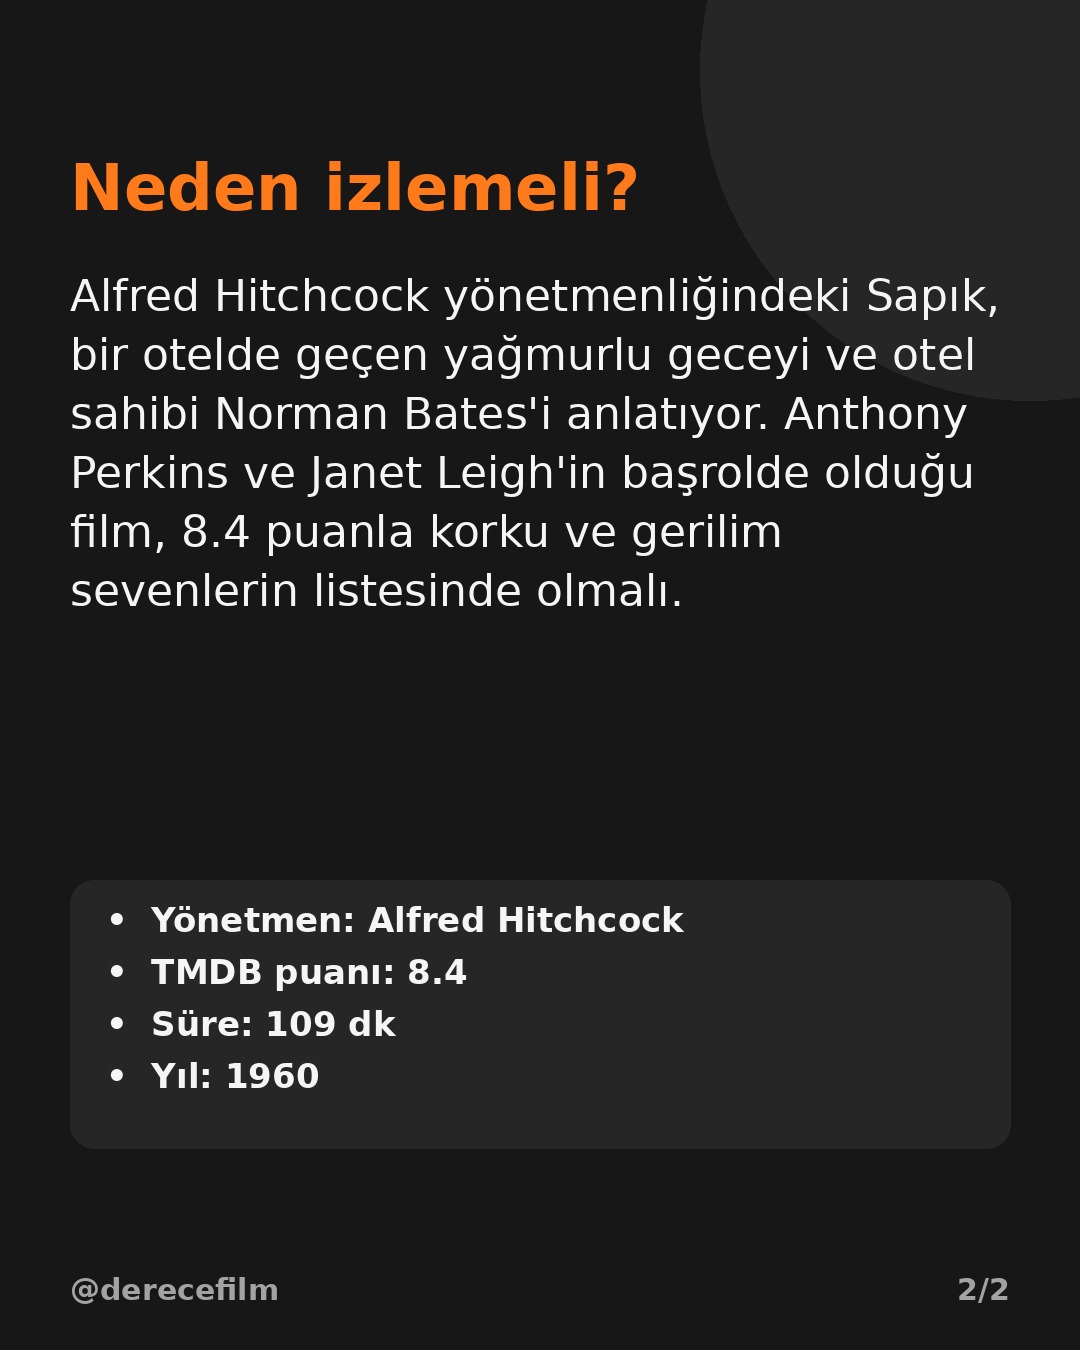 Neden izlemeli?
Alfred Hitchcock yönetmenliğindeki Sapık,
bir otelde geçen yağmurlu geceyi ve otel
sahibi Norman Bates'i anlatıyor. Anthony
Perkins ve Janet Leigh'in başrolde olduğu
film, 8.4 puanla korku ve gerilim
sevenlerin listesinde olmalı.
• Yönetmen: Alfred Hitchcock
• TMDB puanı: 8.4
• Süre: 109 dk
• Yıl: 1960
@derecefilm
2/2